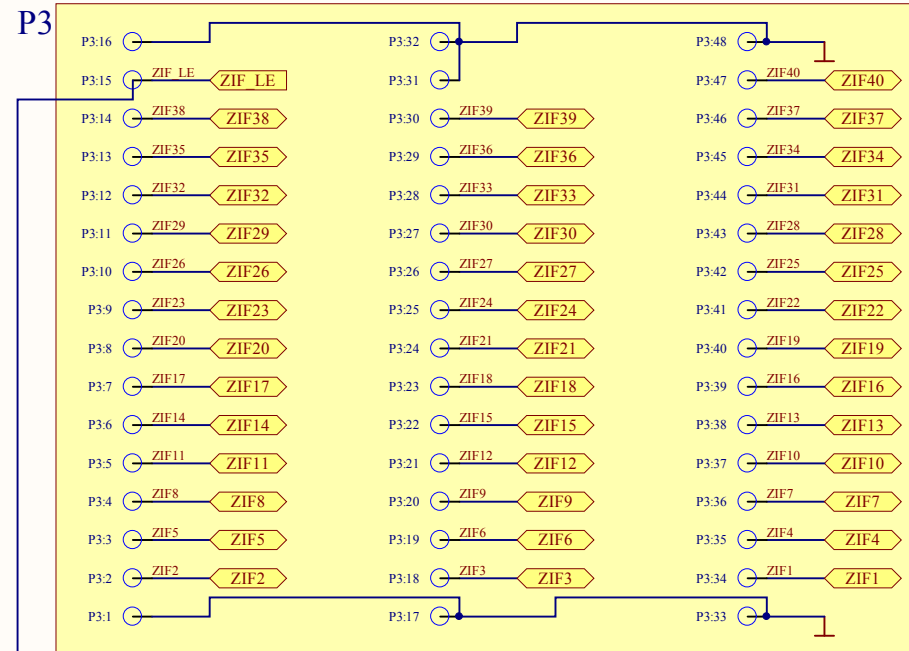 P3
P3:16 P3:32 P3:48
P3:15 ZIF_LE ZIF_LE P3:31 P3:47 ZIF40 ZIF40
P3:14 ZIF38 ZIF38 P3:30 ZIF39 ZIF39 P3:46 ZIF37 ZIF37
P3:13 ZIF35 ZIF35 P3:29 ZIF36 ZIF36 P3:45 ZIF34 ZIF34
P3:12 ZIF32 ZIF32 P3:28 ZIF33 ZIF33 P3:44 ZIF31 ZIF31
P3:11 ZIF29 ZIF29 P3:27 ZIF30 ZIF30 P3:43 ZIF28 ZIF28
P3:10 ZIF26 ZIF26 P3:26 ZIF27 ZIF27 P3:42 ZIF25 ZIF25
P3:9 ZIF23 ZIF23 P3:25 ZIF24 ZIF24 P3:41 ZIF22 ZIF22
P3:8 ZIF20 ZIF20 P3:24 ZIF21 ZIF21 P3:40 ZIF19 ZIF19
P3:7 ZIF17 ZIF17 P3:23 ZIF18 ZIF18 P3:39 ZIF16 ZIF16
P3:6 ZIF14 ZIF14 P3:22 ZIF15 ZIF15 P3:38 ZIF13 ZIF13
P3:5 ZIF11 ZIF11 P3:21 ZIF12 ZIF12 P3:37 ZIF10 ZIF10
P3:4 ZIF8 ZIF8 P3:20 ZIF9 ZIF9 P3:36 ZIF7 ZIF7
P3:3 ZIF5 ZIF5 P3:19 ZIF6 ZIF6 P3:35 ZIF4 ZIF4
P3:2 ZIF2 ZIF2 P3:18 ZIF3 ZIF3 P3:34 ZIF1 ZIF1
P3:1 P3:17 P3:33